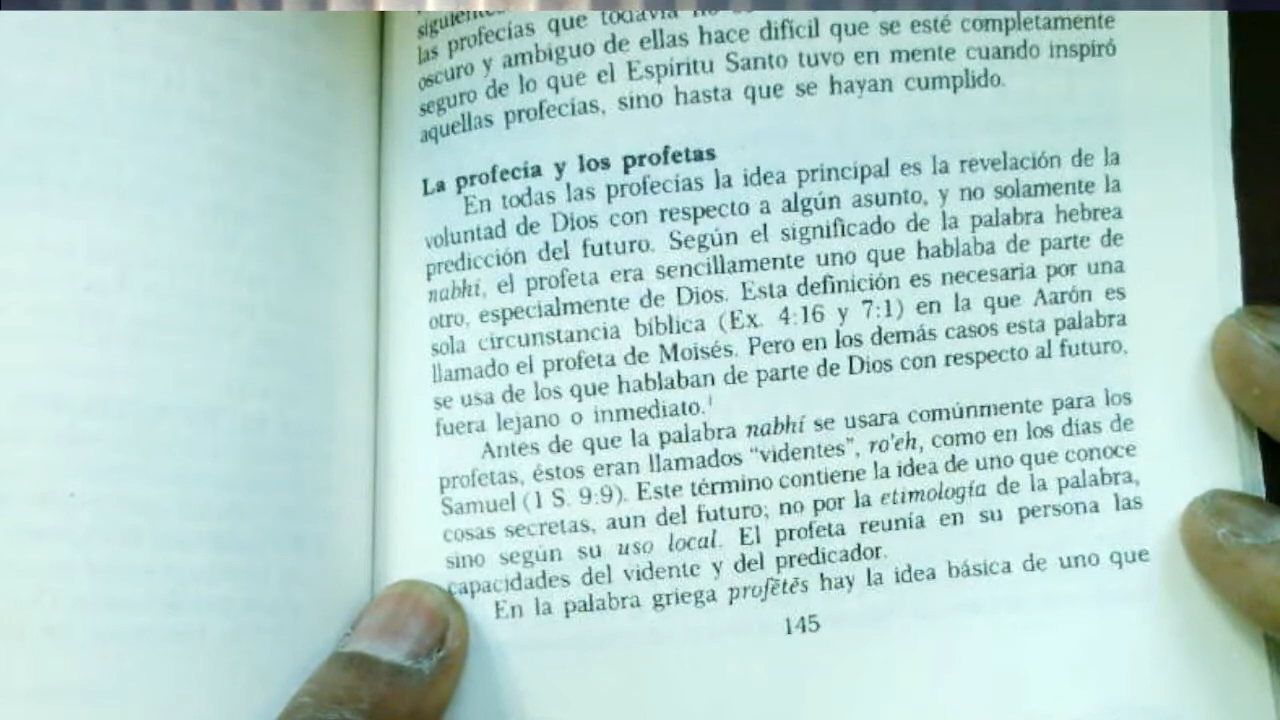 las profecías que todavía no
oscuro y ambiguo de ellas hace difícil que se esté completamente
seguro de lo que el Espíritu Santo tuvo en mente cuando inspiró
aquellas profecías, sino hasta que se hayan cumplido.
La profecía y los profetas
En todas las profecías la idea principal es la revelación de la
voluntad de Dios con respecto a algún asunto, y no solamente la
predicción del futuro. Según el significado de la palabra hebrea
nabhí, el profeta era sencillamente uno que hablaba de parte de
otro, especialmente de Dios. Esta definición es necesaria por una
sola circunstancia bíblica (Ex. 4:16 y 7:1) en la que Aarón es
llamado el profeta de Moisés. Pero en los demás casos esta palabra
se usa de los que hablaban de parte de Dios con respecto al futuro,
fuera lejano o inmediato.¹
Antes de que la palabra nabhí se usara comúnmente para los
profetas, éstos eran llamados "videntes", ro'eh, como en los días de
Samuel (1 S. 9:9). Este término contiene la idea de uno que conoce
cosas secretas, aun del futuro; no por la etimología de la palabra,
sino según su uso local. El profeta reunía en su persona las
capacidades del vidente y del predicador.
En la palabra griega profētēs hay la idea básica de uno que
145